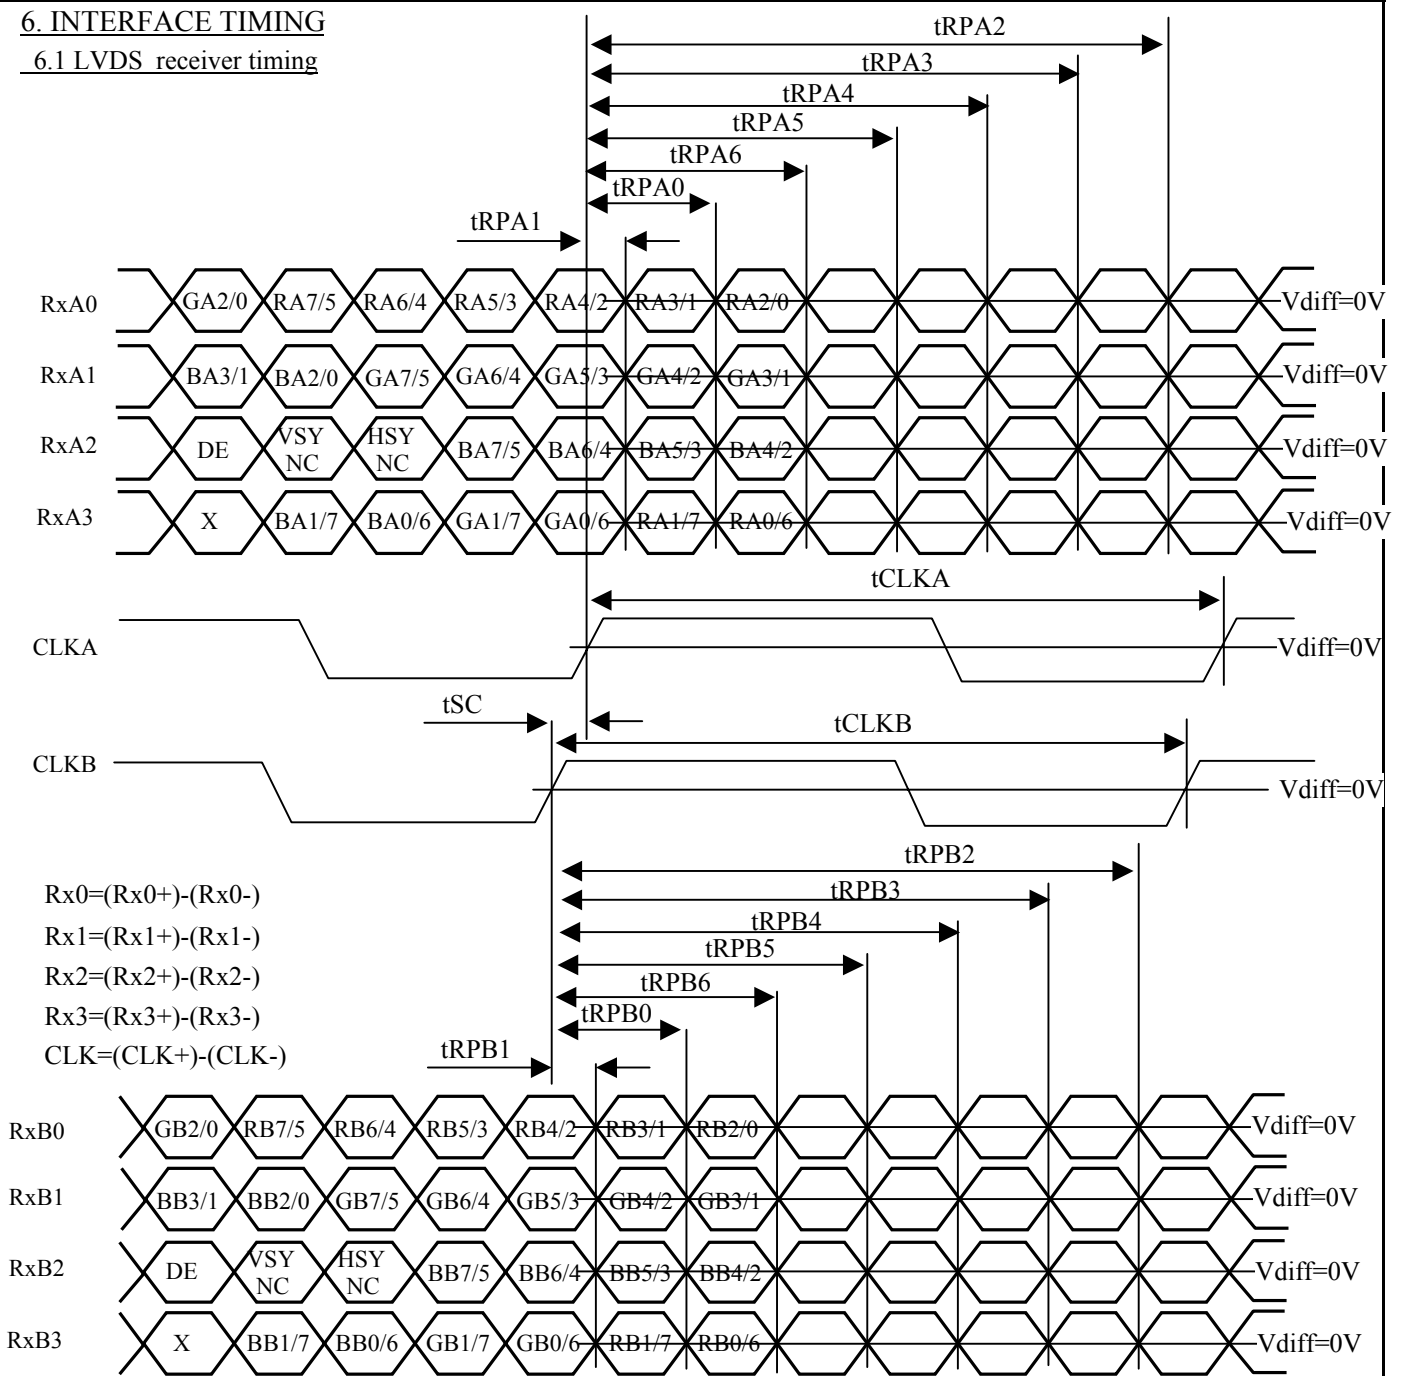 6. INTERFACE TIMING
6.1 LVDS receiver timing
tRPA2
tRPA3
tRPA4
tRPA5
tRPA6
tRPA0
tRPA1
RxA0 GA2/0 RA7/5 RA6/4 RA5/3 RA4/2 RA3/1 RA2/0 Vdiff=0V
RxA1 BA3/1 BA2/0 GA7/5 GA6/4 GA5/3 GA4/2 GA3/1 Vdiff=0V
RxA2 DE VSYNC HSYNC BA7/5 BA6/4 BA5/3 BA4/2 Vdiff=0V
RxA3 X BA1/7 BA0/6 GA1/7 GA0/6 RA1/7 RA0/6 Vdiff=0V
tCLKA
CLKA Vdiff=0V
tSC
tCLKB
CLKB Vdiff=0V
tRPB2
tRPB3
tRPB4
tRPB5
tRPB6
tRPB0
tRPB1
Rx0=(Rx0+)-(Rx0-)
Rx1=(Rx1+)-(Rx1-)
Rx2=(Rx2+)-(Rx2-)
Rx3=(Rx3+)-(Rx3-)
CLK=(CLK+)-(CLK-)
RxB0 GB2/0 RB7/5 RB6/4 RB5/3 RB4/2 RB3/1 RB2/0 Vdiff=0V
RxB1 BB3/1 BB2/0 GB7/5 GB6/4 GB5/3 GB4/2 GB3/1 Vdiff=0V
RxB2 DE VSYNC HSYNC BB7/5 BB6/4 BB5/3 BB4/2 Vdiff=0V
RxB3 X BB1/7 BB0/6 GB1/7 GB0/6 RB1/7 RB0/6 Vdiff=0V